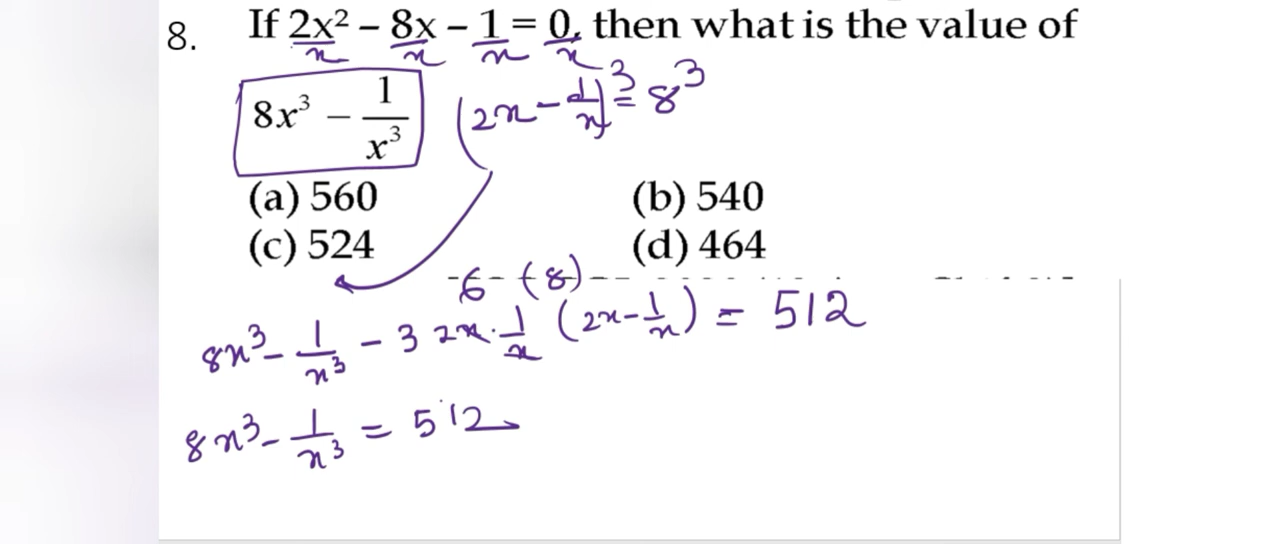 8. If 2x² – 8x – 1 = 0, then what is the value of
x x x x
8x³ – 1/x³ (2x – 1/x)³ = 8³
(a) 560 (b) 540
(c) 524 (d) 464
6 (8)
8x³ – 1/x³ – 3 2x · 1/x (2x – 1/x) = 512
8x³ – 1/x³ = 512